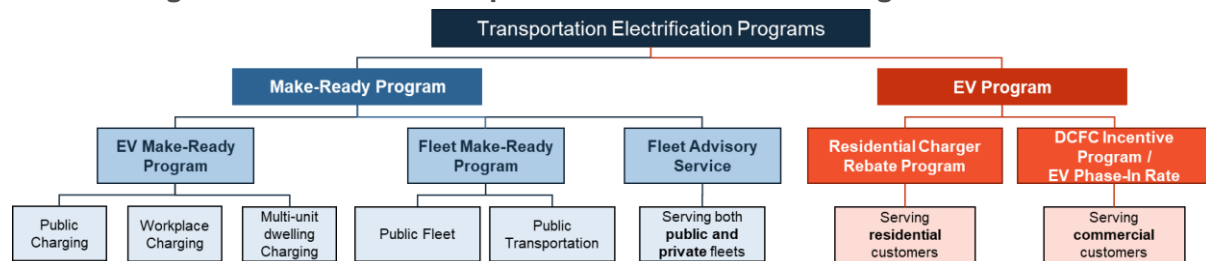 Transportation Electrification Programs
Make-Ready Program
EV Program
EV Make-Ready
Program
Fleet Make-Ready
Program
Fleet Advisory
Service
Residential Charger
Rebate Program
DCFC Incentive
Program /
EV Phase-In Rate
Public
Charging
Workplace
Charging
Multi-unit
dwelling
Charging
Public Fleet
Public
Transportation
Serving both
public and
private fleets
Serving
residential
customers
Serving
commercial
customers